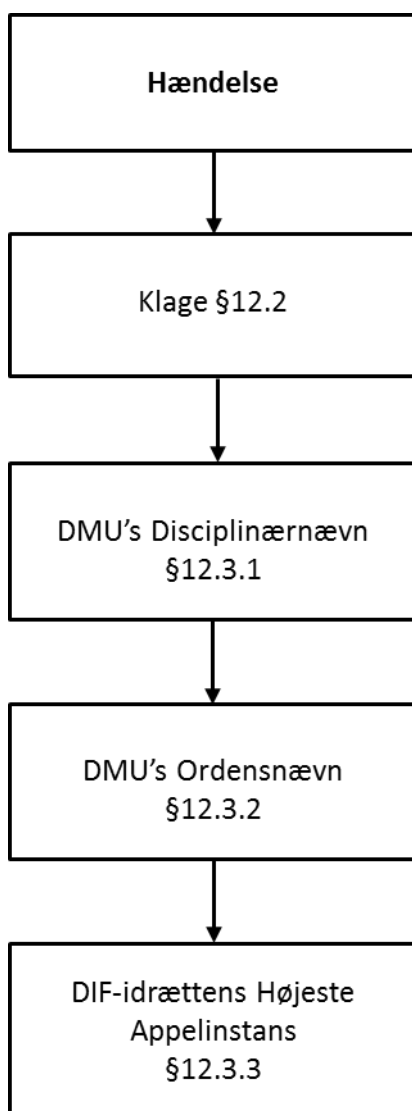 Hændelse
Klage §12.2
DMU's Disciplinærnævn
§12.3.1
DMU's Ordensnævn
§12.3.2
DIF-idrættens Højeste
Appelinstans
§12.3.3